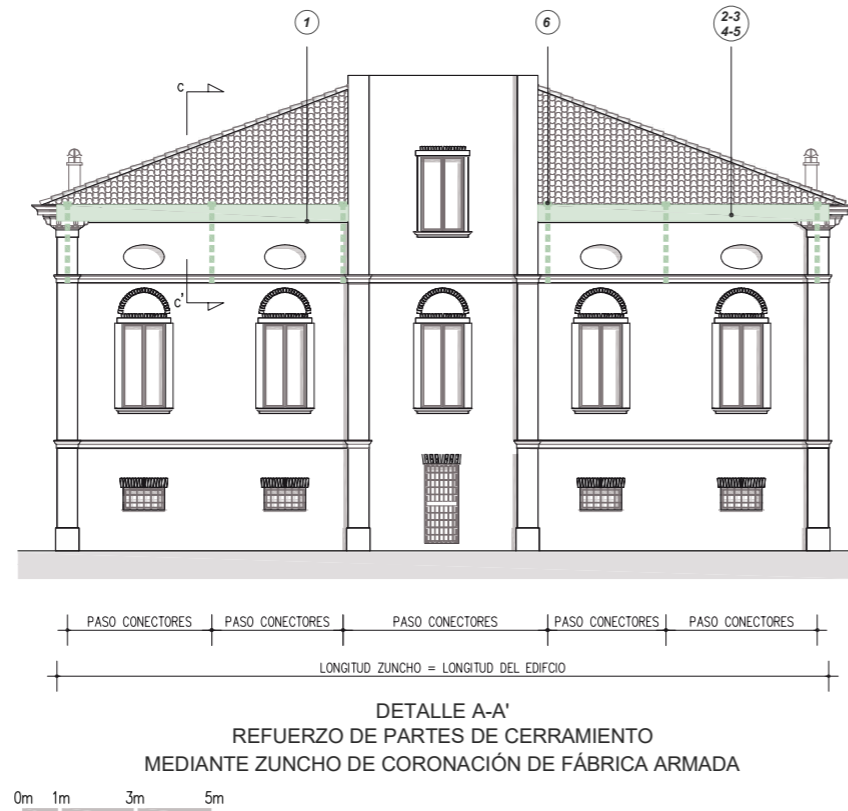 1
6
2-3
4-5
c
c'
PASO CONECTORES PASO CONECTORES PASO CONECTORES PASO CONECTORES PASO CONECTORES
LONGITUD ZUNCHO = LONGITUD DEL EDIFCIO
DETALLE A-A'
REFUERZO DE PARTES DE CERRAMIENTO
MEDIANTE ZUNCHO DE CORONACIÓN DE FÁBRICA ARMADA
0m 1m 3m 5m